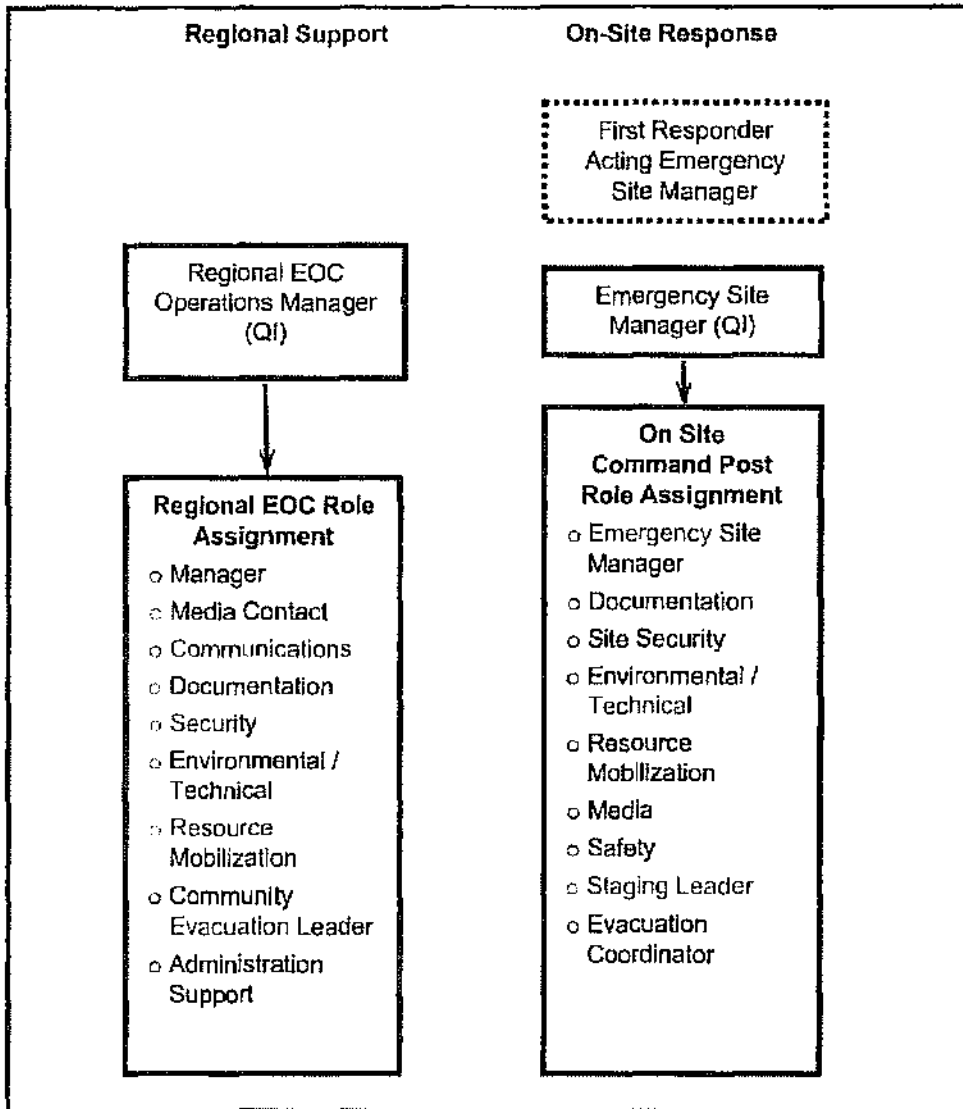 Regional Support
On-Site Response
First Responder
Acting Emergency
Site Manager
Regional EOC
Operations Manager
(QI)
Emergency Site
Manager (QI)
Regional EOC Role
Assignment
o Manager
o Media Contact
o Communications
o Documentation
o Security
o Environmental /
Technical
o Resource
Mobilization
o Community
Evacuation Leader
o Administration
Support
On Site
Command Post
Role Assignment
o Emergency Site
Manager
o Documentation
o Site Security
o Environmental /
Technical
o Resource
Mobilization
o Media
o Safety
o Staging Leader
o Evacuation
Coordinator